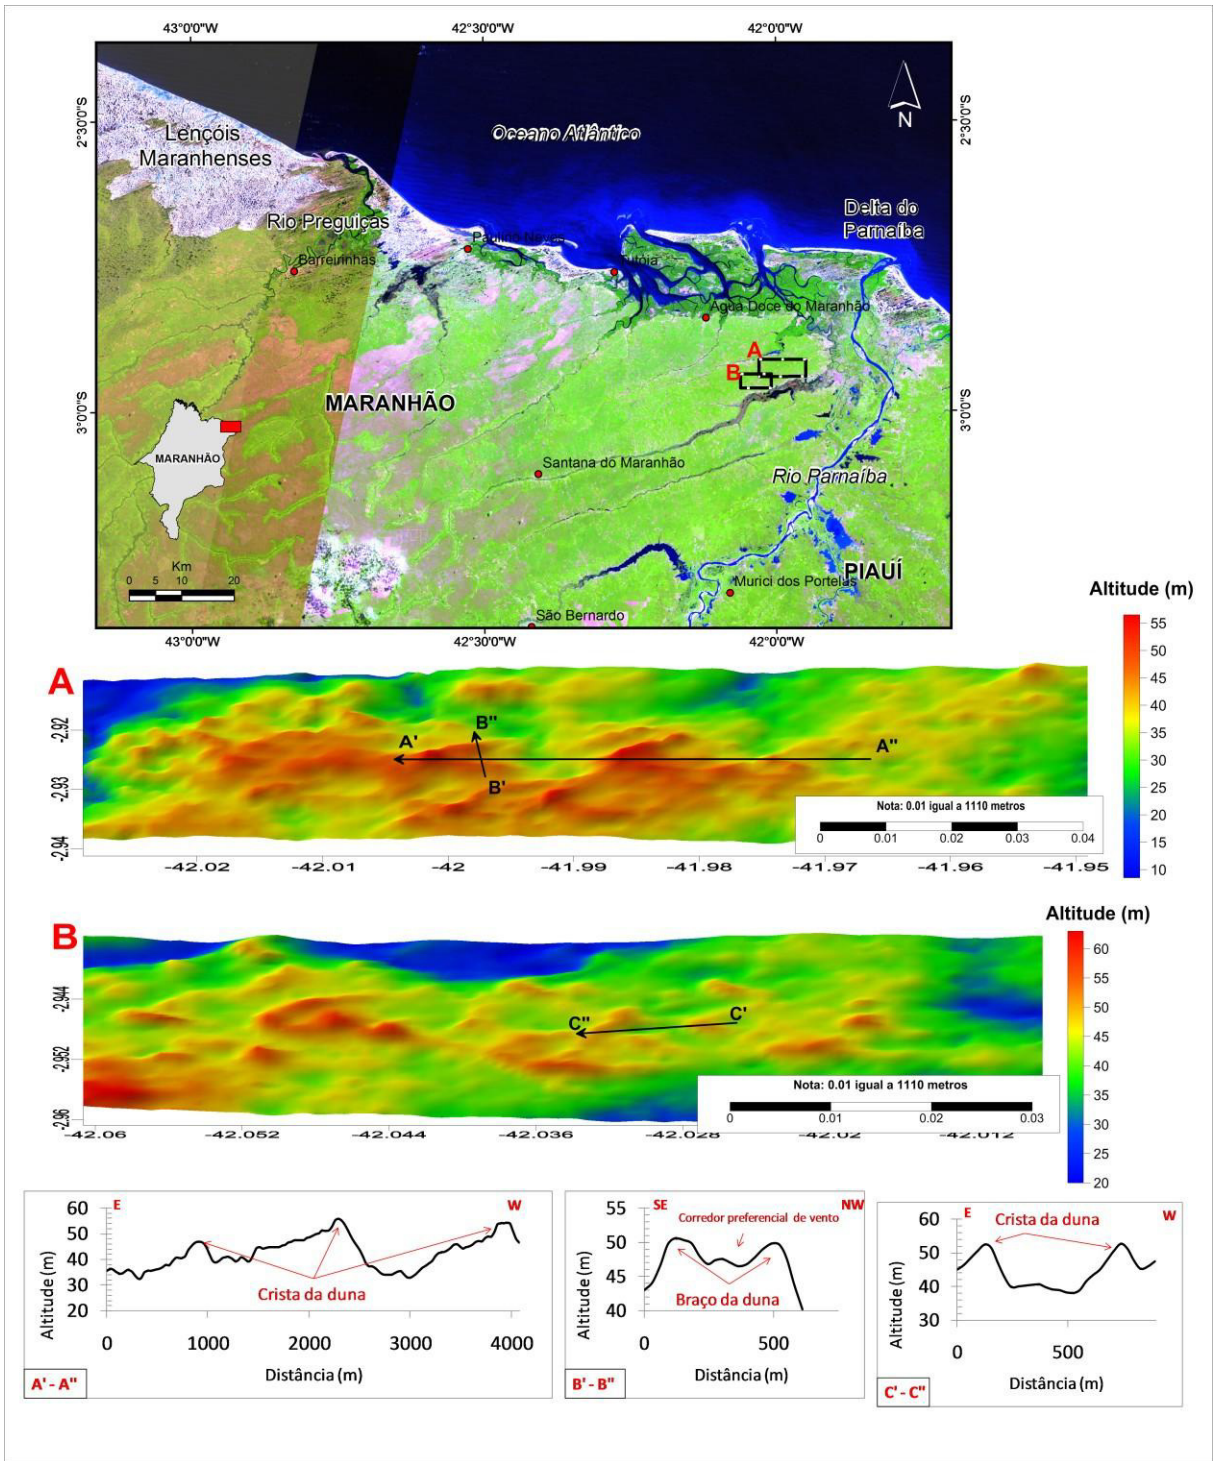 43°0'0"W
42°30'0"W
42°0'0"W
2°30'0"S
2°30'0"S
N
Lençóis
Maranhenses
Oceano Atlântico
Rio Preguiças
Delta do
Parnaíba
Paulino Neves
Barreirinhas
Tutóia
Agua Doce do Maranhão
A
B
MARANHÃO
3°0'0"S
3°0'0"S
MARANHÃO
Santana do Maranhão
Rio Parnaíba
Km
0 5 10 20
PIAUÍ
Murici dos Portelas
São Bernardo
43°0'0"W
42°30'0"W
42°0'0"W
Altitude (m)
55
50
45
40
35
30
25
20
15
10
A
-2.92
-2.93
-2.94
A'
B''
B'
A''
Nota: 0.01 igual a 1110 metros
0 0.01 0.02 0.03 0.04
-42.02 -42.01 -42 -41.99 -41.98 -41.97 -41.96 -41.95
Altitude (m)
60
55
50
45
40
35
30
25
20
B
-2.944
-2.952
-2.96
C''
C'
Nota: 0.01 igual a 1110 metros
0 0.01 0.02 0.03
-42.06 -42.052 -42.044 -42.036 -42.028 -42.02 -42.012
E
W
60
50
40
30
20
Altitude (m)
Crista da duna
0 1000 2000 3000 4000
Distância (m)
A' - A''
SE
NW
55
50
45
40
Altitude (m)
Corredor preferencial de vento
Braço da duna
0 500
Distância (m)
B' - B''
E
W
60
50
40
30
Altitude (m)
Crista da duna
0 500
Distância (m)
C' - C''